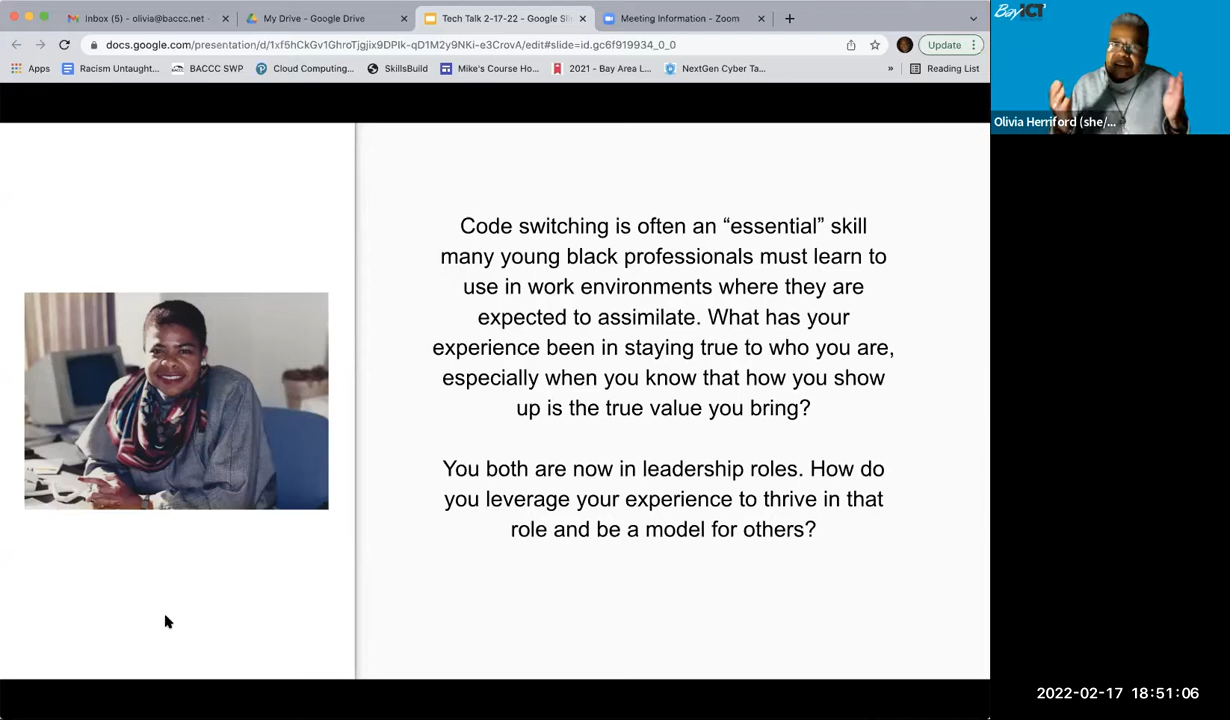 Inbox (5) - olivia@baccc.net -
My Drive - Google Drive
Tech Talk 2-17-22 - Google Sli
Meeting Information - Zoom
docs.google.com/presentation/d/1xf5hCkGv1GhroTjgjix9DPIk-qD1M2y9NKi-e3CrovA/edit#slide=id.gc6f919934_0_0
Update
Apps
Racism Untaught...
BACCC SWP
Cloud Computing...
SkillsBuild
Mike's Course Ho...
2021 - Bay Area L...
NextGen Cyber Ta...
»
Reading List
BayICT
Olivia Herriford (she/...
Code switching is often an “essential” skill
many young black professionals must learn to
use in work environments where they are
expected to assimilate. What has your
experience been in staying true to who you are,
especially when you know that how you show
up is the true value you bring?
You both are now in leadership roles. How do
you leverage your experience to thrive in that
role and be a model for others?
2022-02-17 18:51:06